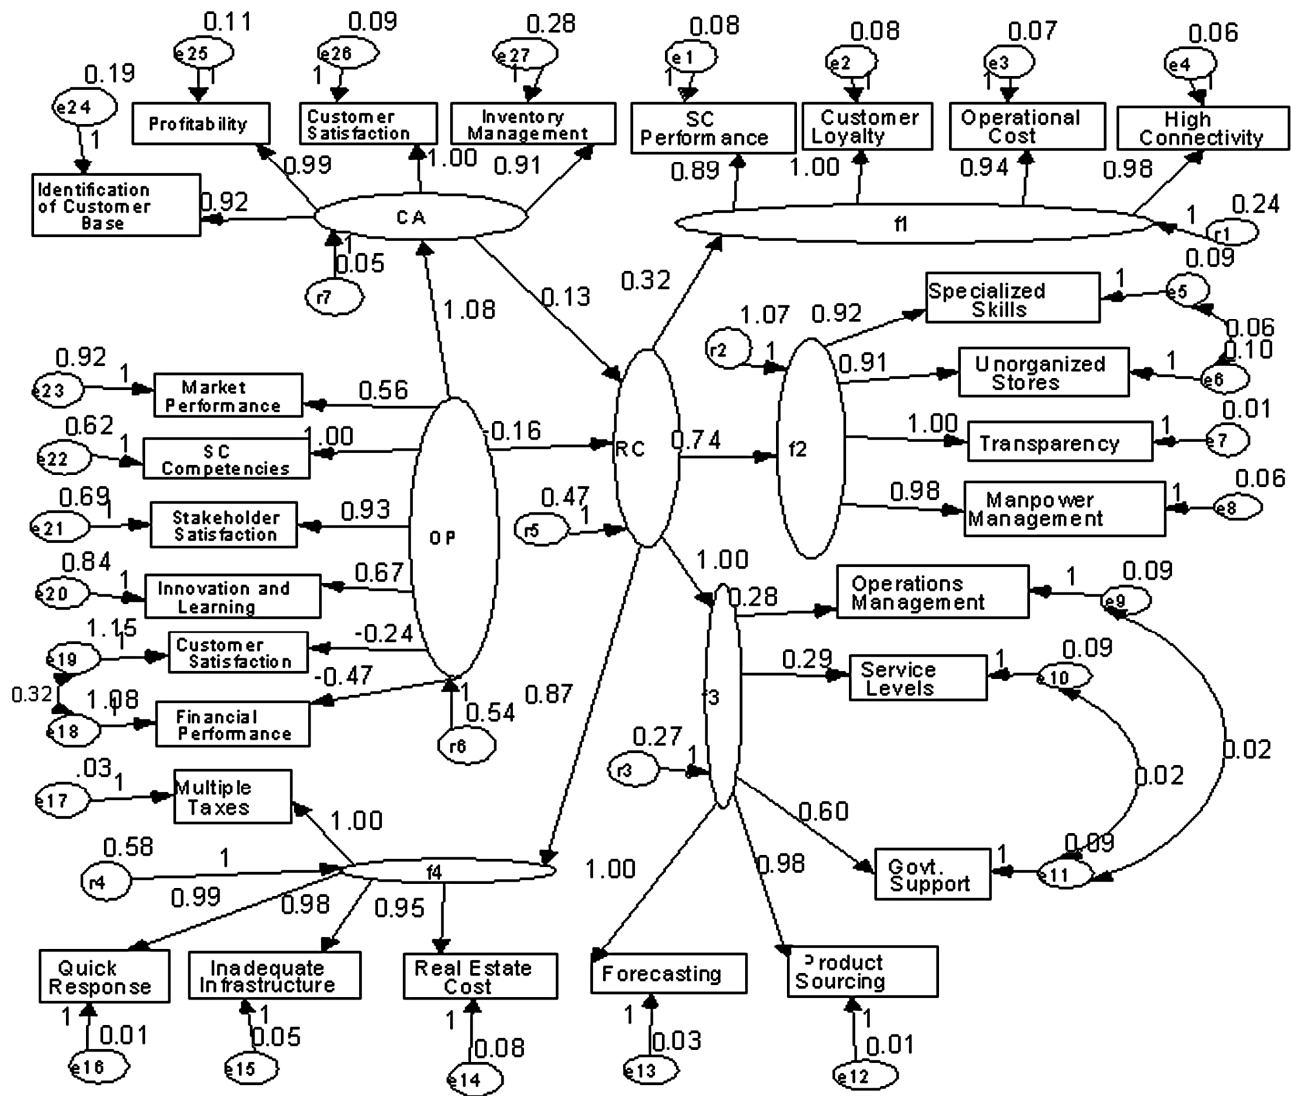 0.11
0.09
0.28
0.08
0.08
0.07
0.06
0.19
e25
e26
e27
e1
e2
e3
e4
e24
1
1
1
1
1
1
1
1
Profitability
Customer
Satisfaction
Inventory
Management
SC
Performance
Customer
Loyalty
Operational
Cost
High
Connectivity
Identification
of Customer
Base
0.99
1.00
0.91
0.89
1.00
0.94
0.98
0.92
CA
f1
1
r1
0.24
1
0.05
r7
1.08
0.13
0.32
0.09
1
e5
Specialized
Skills
0.92
1.07
r2
1
0.06
0.10
0.91
Unorganized
Stores
1
e6
0.92
e23
1
Market
Performance
0.56
0.62
e22
1
SC
Competencies
1.00
-0.16
RC
0.74
f2
1.00
Transparency
1
0.01
e7
0.69
e21
1
Stakeholder
Satisfaction
0.93
OP
0.47
r5
1
0.98
Manpower
Management
1
0.06
e8
0.84
e20
1
Innovation and
Learning
0.67
1.00
0.28
Operations
Management
1
0.09
e9
1.15
e19
1
Customer
Satisfaction
-0.24
0.29
Service
Levels
1
0.09
e10
0.32
1.08
e18
1
Financial
Performance
-0.47
1
0.54
r6
0.87
f3
0.27
r3
1
0.02
0.02
.03
e17
1
Multiple
Taxes
1.00
0.60
0.58
r4
1
f4
0.99
0.98
0.95
1.00
0.98
Govt.
Support
1
0.09
e11
Quick
Response
Inadequate
Infrastructure
Real Estate
Cost
Forecasting
Product
Sourcing
1
1
1
1
1
0.01
0.05
0.08
0.03
0.01
e16
e15
e14
e13
e12